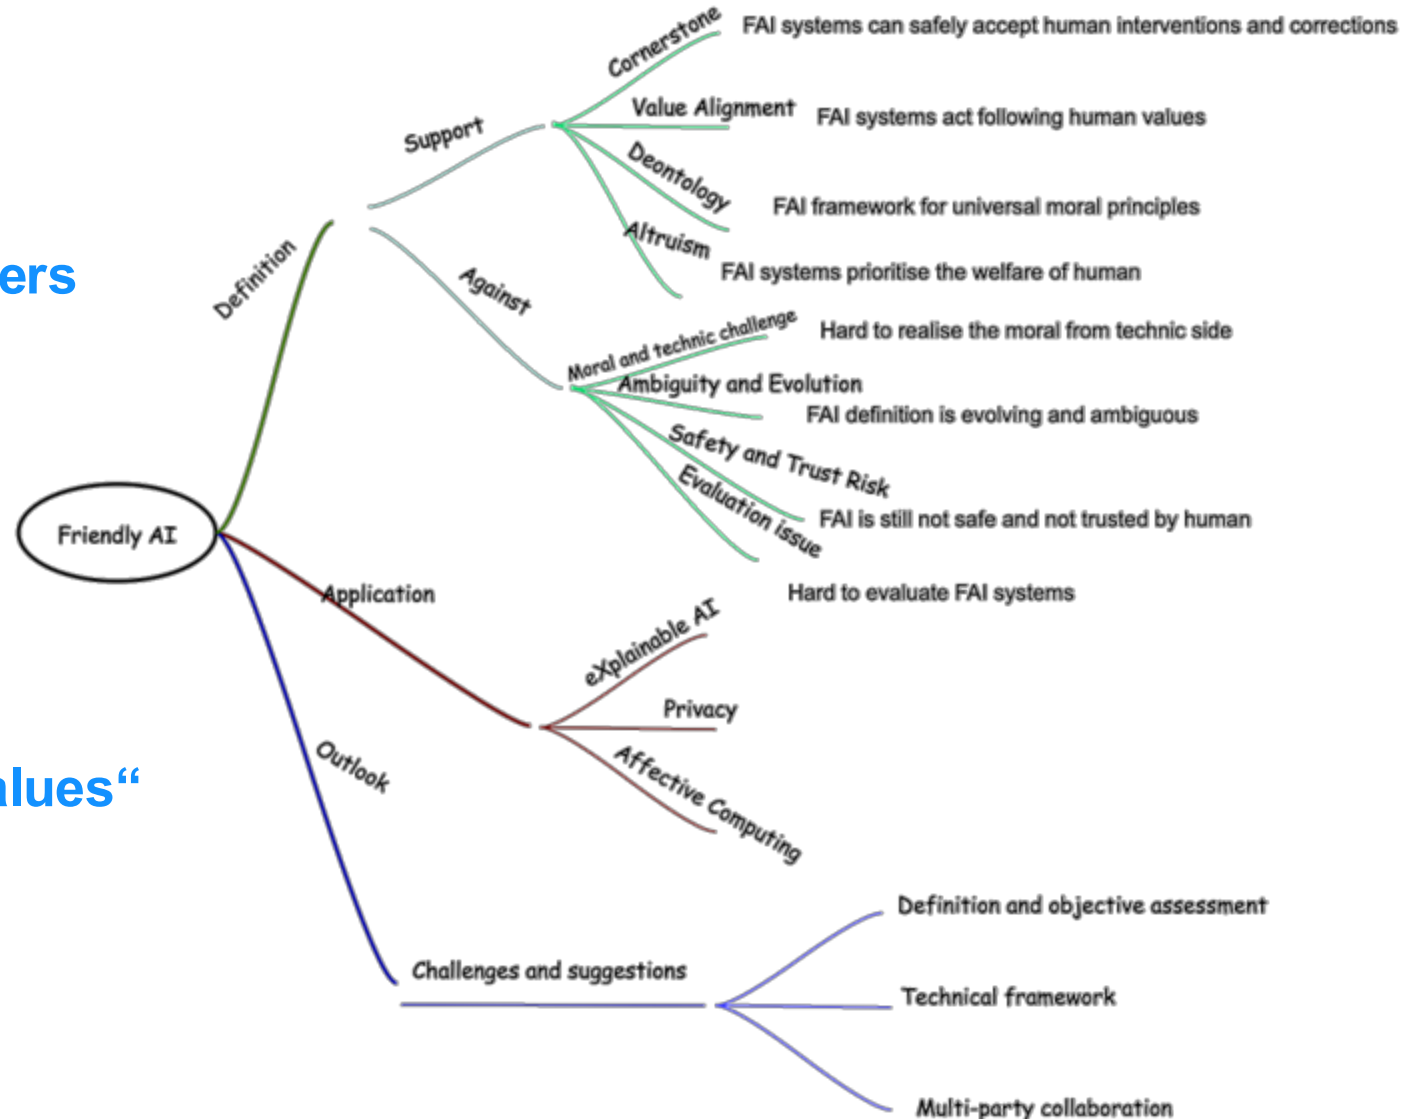 Cornerstone
FAI systems can safely accept human interventions and corrections
Value Alignment
FAI systems act following human values
Support
Deontology
FAI framework for universal moral principles
Altruism
FAI systems prioritise the welfare of human
Definition
ers
Against
Moral and technic challenge
Hard to realise the moral from technic side
Ambiguity and Evolution
FAI definition is evolving and ambiguous
Safety and Trust Risk
FAI is still not safe and not trusted by human
Evaluation issue
Hard to evaluate FAI systems
Friendly AI
Application
eXplainable AI
Privacy
Affective Computing
Outlook
alues“
Challenges and suggestions
Definition and objective assessment
Technical framework
Multi-party collaboration